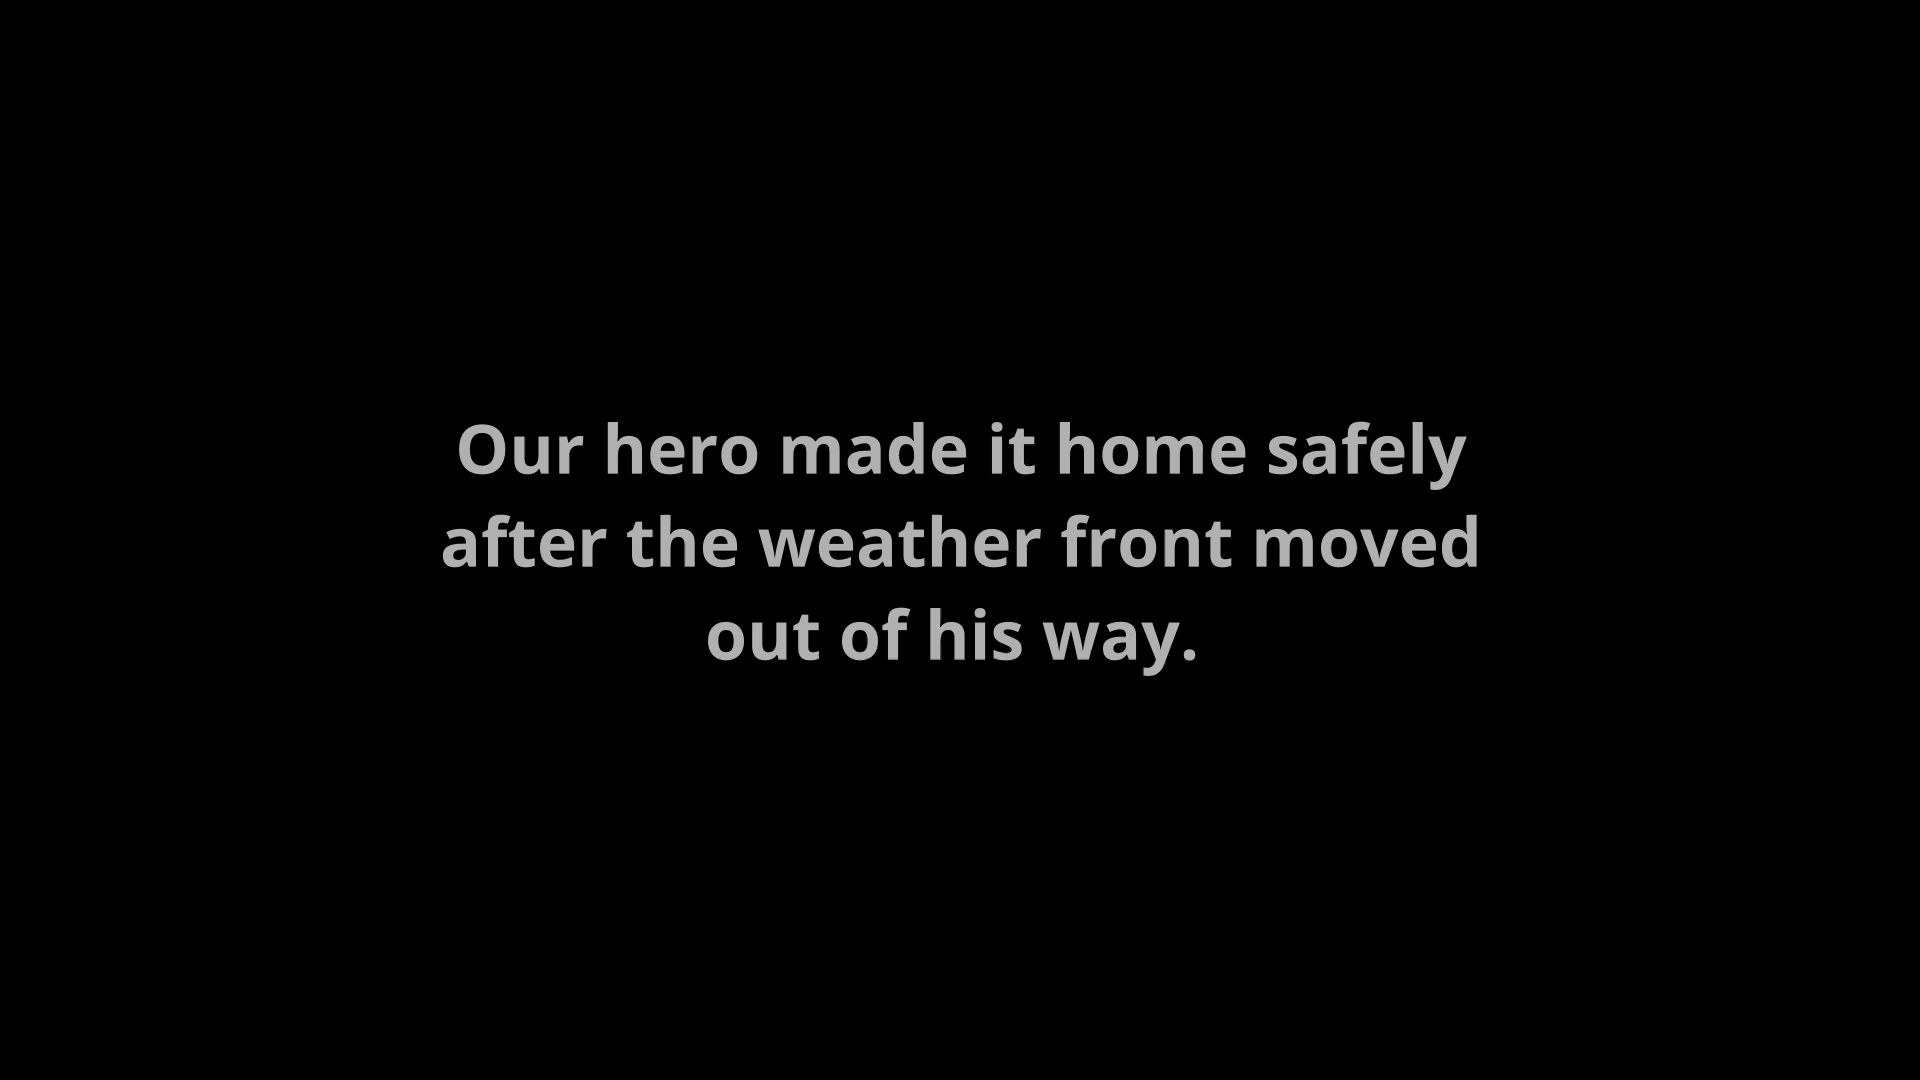 Our hero made it home safely
after the weather front moved
out of his way.